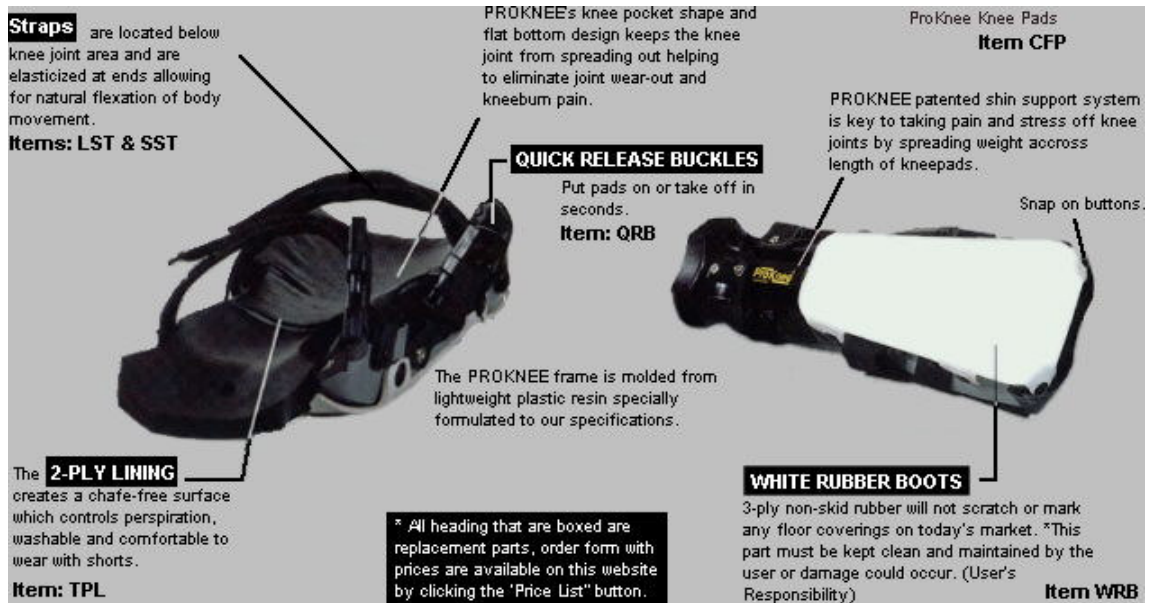 Straps are located below
knee joint area and are
elasticized at ends allowing
for natural flexation of body
movement.
Items: LST & SST
PROKNEE's knee pocket shape and
flat bottom design keeps the knee
joint from spreading out helping
to eliminate joint wear-out and
kneeburn pain.
ProKnee Knee Pads
Item CFP
PROKNEE patented shin support system
is key to taking pain and stress off knee
joints by spreading weight accross
length of kneepads.
QUICK RELEASE BUCKLES
Put pads on or take off in
seconds.
Item: QRB
Snap on buttons.
PROKNEE
The PROKNEE frame is molded from
lightweight plastic resin specially
formulated to our specifications.
The 2-PLY LINING
creates a chafe-free surface
which controls perspiration,
washable and comfortable to
wear with shorts.
Item: TPL
* All heading that are boxed are
replacement parts, order form with
prices are available on this website
by clicking the 'Price List" button.
WHITE RUBBER BOOTS
3-ply non-skid rubber will not scratch or mark
any floor coverings on today's market. *This
part must be kept clean and maintained by the
user or damage could occur. (User's
Responsibility)
Item WRB